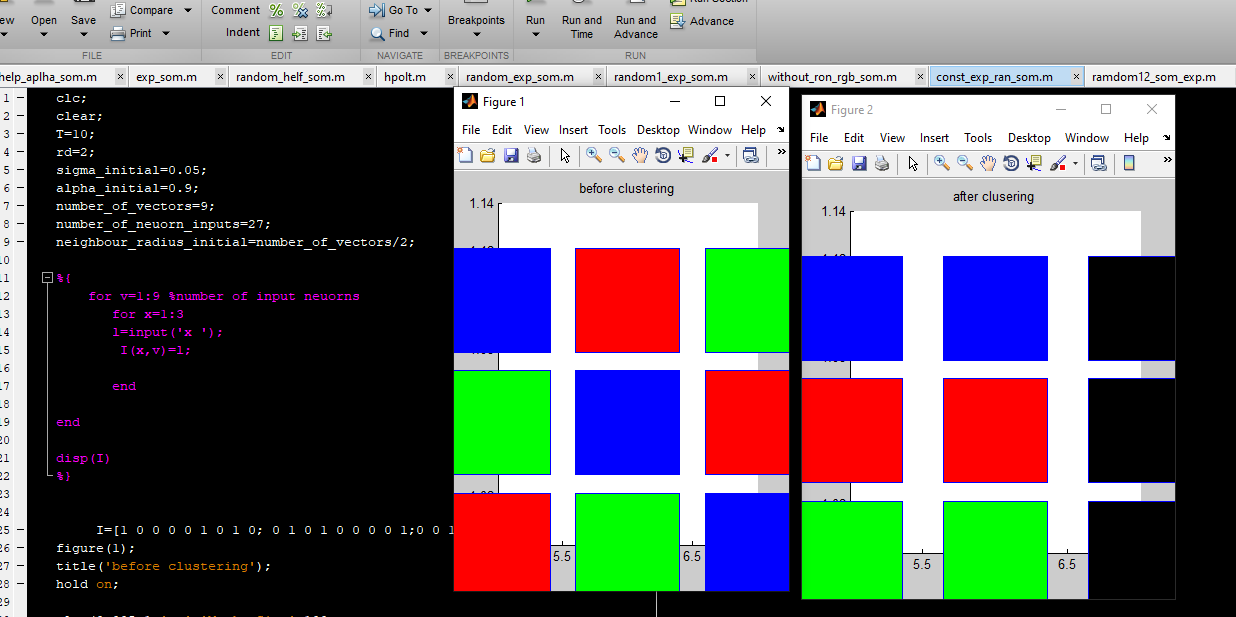 ew Open Save Compare Print FILE
Comment Indent EDIT
Go To Find NAVIGATE
Breakpoints BREAKPOINTS
Run Run and Time Run and Advance Run Section Advance RUN
help_aplha_som.m × exp_som.m × random_helf_som.m × hpolt.m × random_exp_som.m × random1_exp_som.m × without_ron_rgb_som.m × const_exp_ran_som.m × ramdom12_som_exp.m
1 clc;
2 clear;
3 T=10;
4 rd=2;
5 sigma_initial=0.05;
6 alpha_initial=0.9;
7 number_of_vectors=9;
8 number_of_neuorn_inputs=27;
9 neighbour_radius_initial=number_of_vectors/2;
10
11 %{
12 for v=1:9 %number of input neuorns
13 for x=1:3
14 l=input('x ');
15 I(x,v)=l;
16
17 end
18
19 end
20
21 disp(I)
22 %}
23
25 I=[1 0 0 0 0 1 0 1 0; 0 1 0 1 0 0 0 0 1;0 0 1
26 figure(1);
27 title('before clustering');
28 hold on;
29
Figure 1
File Edit View Insert Tools Desktop Window Help
before clustering
1.14
5.5 6.5
Figure 2
File Edit View Insert Tools Desktop Window Help
after clusering
1.14
5.5 6.5